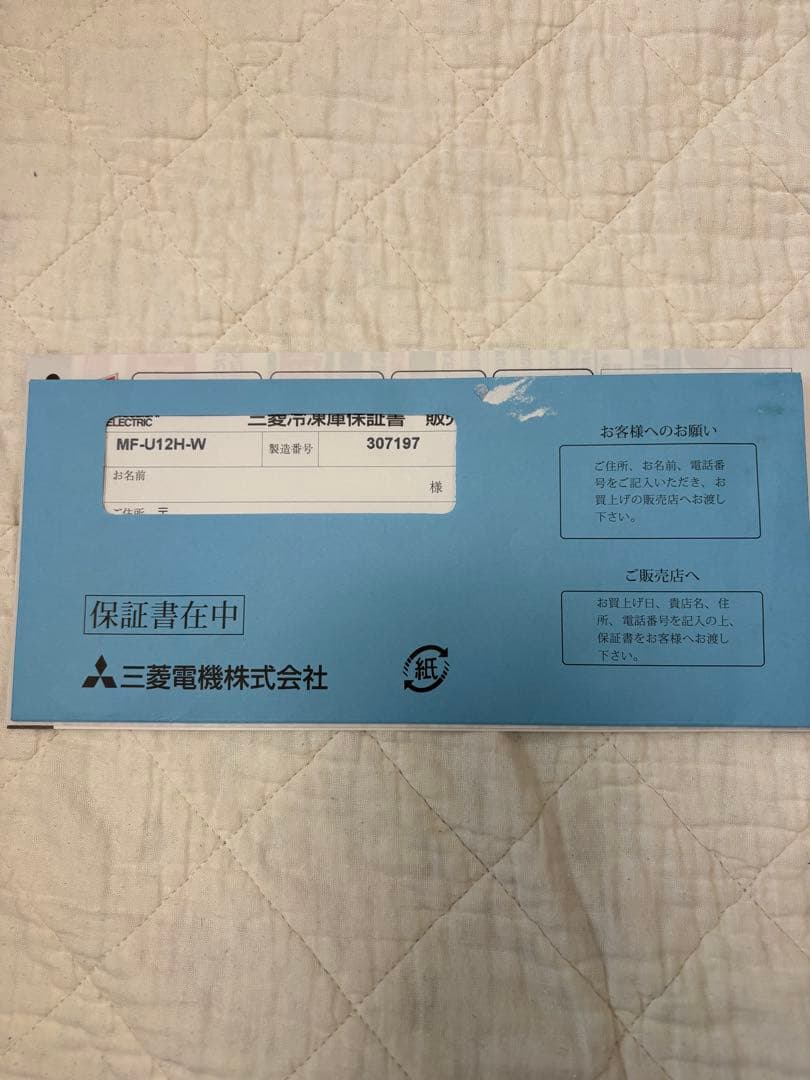 ELECTRIC
三菱冷凍庫保証書 販売
MF-U12H-W 製造番号 307197
お名前
様
ご住所 〒
お客様へのお願い
ご住所、お名前、電話番
号をご記入いただき、お
買上げの販売店へお渡し
下さい。
ご販売店へ
お買上げ日、貴店名、住
所、電話番号を記入の上、
保証書をお客様へお渡し
下さい。
保証書在中
三菱電機株式会社
紙